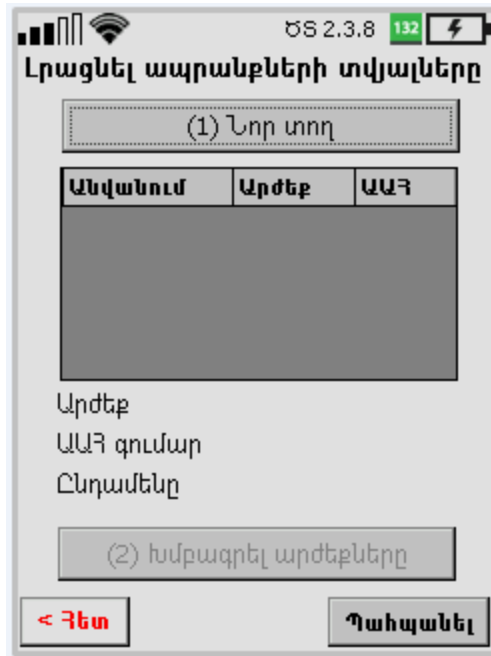 ԾՏ 2.3.8 132
Լրացնել ապրանքների տվյալները
(1) Նոր տող
Անվանում Արժեք ԱԱՀ
Արժեք
ԱԱՀ գումար
Ընդամենը
(2) Խմբագրել արժեքները
< Հետ Պահպանել